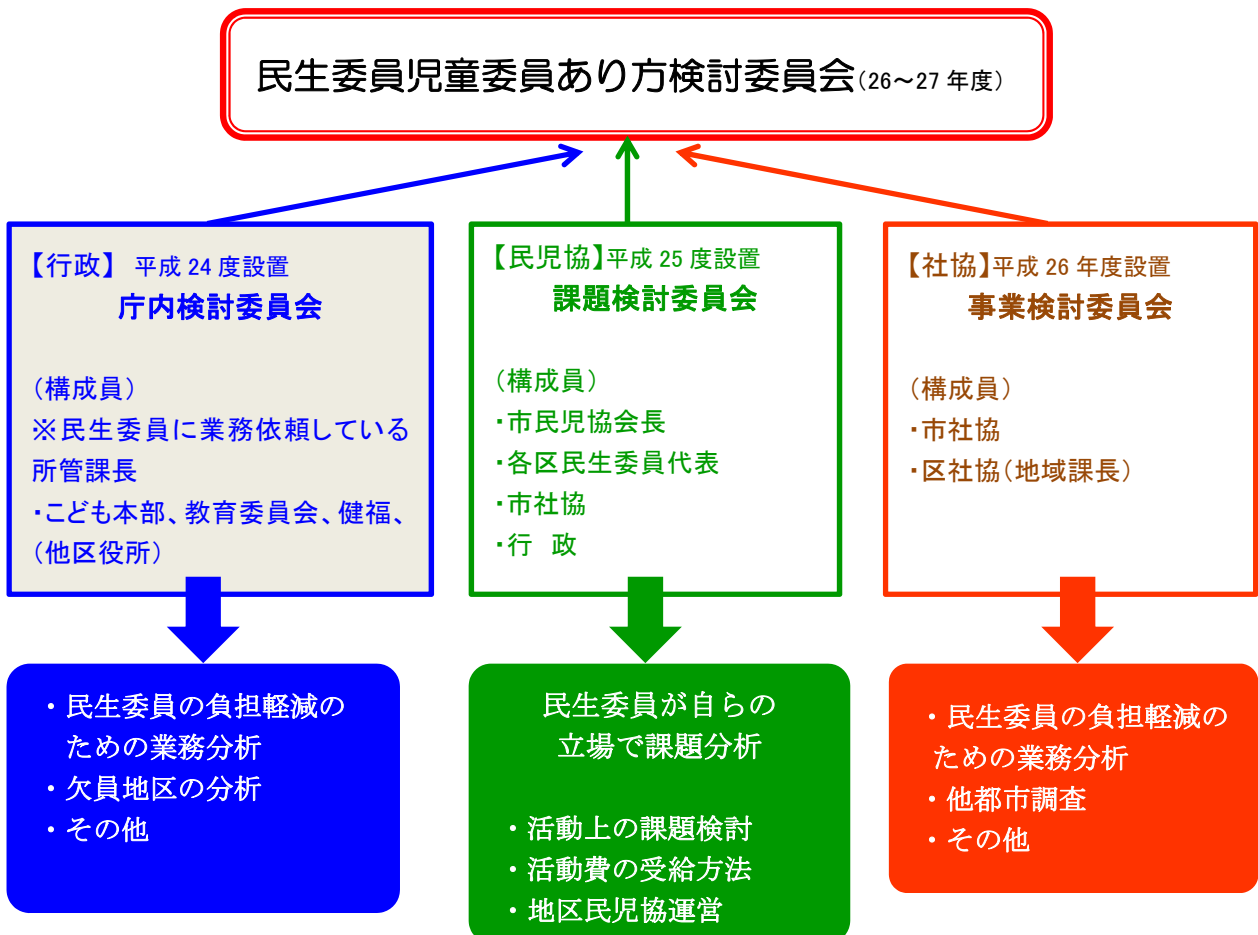 民生委員児童委員あり方検討委員会(26～27 年度)
【行政】 平成 24 度設置
庁内検討委員会
(構成員)
※民生委員に業務依頼している
所管課長
・こども本部、教育委員会、健福、
(他区役所)
【民児協】平成 25 度設置
課題検討委員会
(構成員)
・市民児協会長
・各区民生委員代表
・市社協
・行 政
【社協】平成 26 年度設置
事業検討委員会
(構成員)
・市社協
・区社協(地域課長)
・民生委員の負担軽減の
ための業務分析
・欠員地区の分析
・その他
民生委員が自らの
立場で課題分析
・活動上の課題検討
・活動費の受給方法
・地区民児協運営
・民生委員の負担軽減の
ための業務分析
・他都市調査
・その他